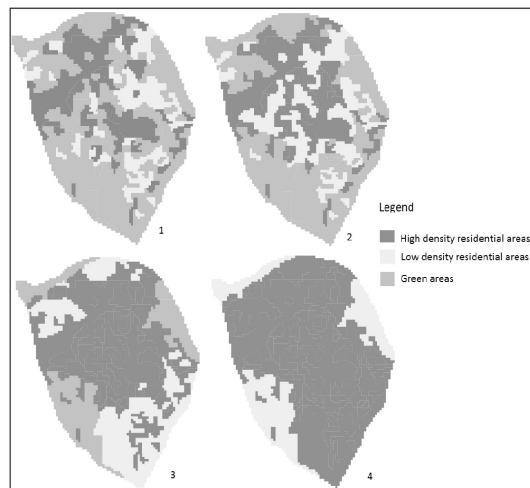 1
2
Legend
High density residential areas
Low density residential areas
Green areas
3
4